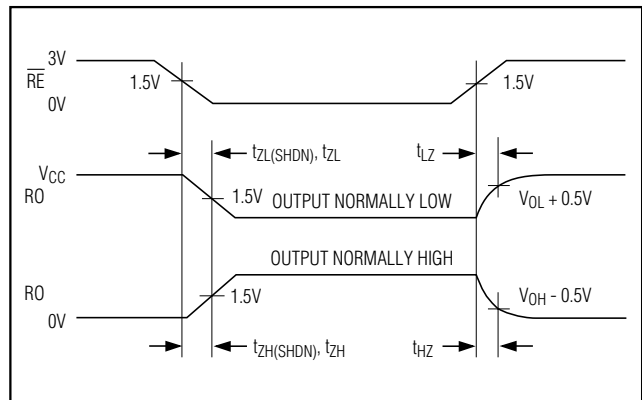 3V
RE
1.5V
1.5V
0V
tZL(SHDN), tZL
tLZ
VCC
RO
1.5V
OUTPUT NORMALLY LOW
VOL + 0.5V
OUTPUT NORMALLY HIGH
RO
1.5V
VOH - 0.5V
0V
tZH(SHDN), tZH
tHZ